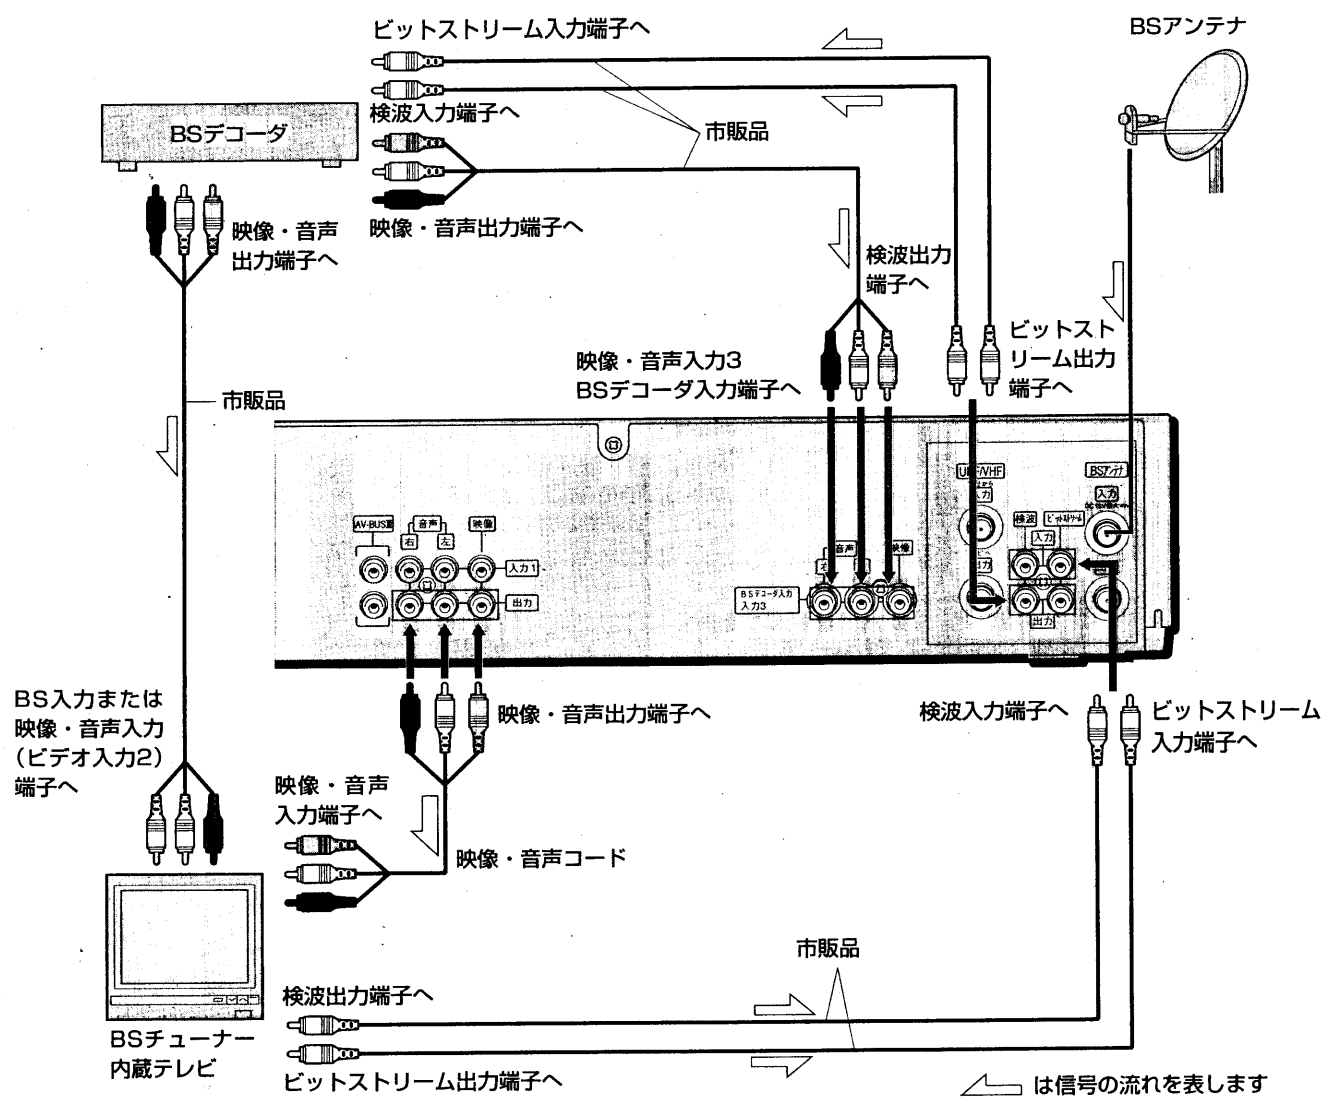 ビットストリーム入力端子へ
BSアンテナ
検波入力端子へ
BSデコーダ
市販品
映像・音声
出力端子へ
映像・音声出力端子へ
検波出力
端子へ
ビットスト
リーム出力
端子へ
映像・音声入力3
BSデコーダ入力端子へ
市販品
UHF/VHF
BSアンテナ
入力
入力
AV-BUSⅢ
音声
映像
右
左
入力1
出力
検波
ビットストリーム
入力
音声
映像
BSデコーダ入力
入力3
出力
出力
BS入力または
映像・音声入力
(ビデオ入力2)
端子へ
映像・音声出力端子へ
検波入力端子へ
ビットストリーム
入力端子へ
映像・音声
入力端子へ
映像・音声コード
市販品
検波出力端子へ
BSチューナー
内蔵テレビ
ビットストリーム出力端子へ
は信号の流れを表します